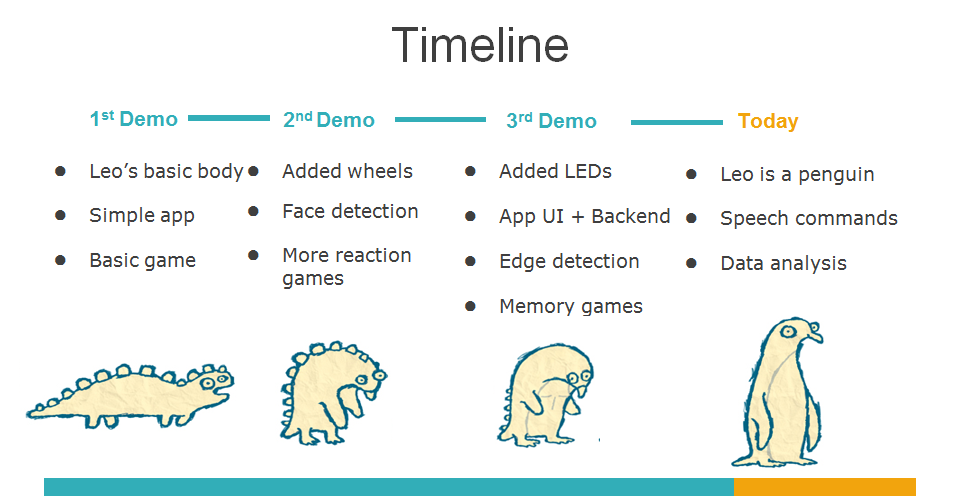 Timeline
1st Demo
2nd Demo
3rd Demo
Today
● Leo’s basic body
● Simple app
● Basic game
● Added wheels
● Face detection
● More reaction
games
● Added LEDs
● App UI + Backend
● Edge detection
● Memory games
● Leo is a penguin
● Speech commands
● Data analysis